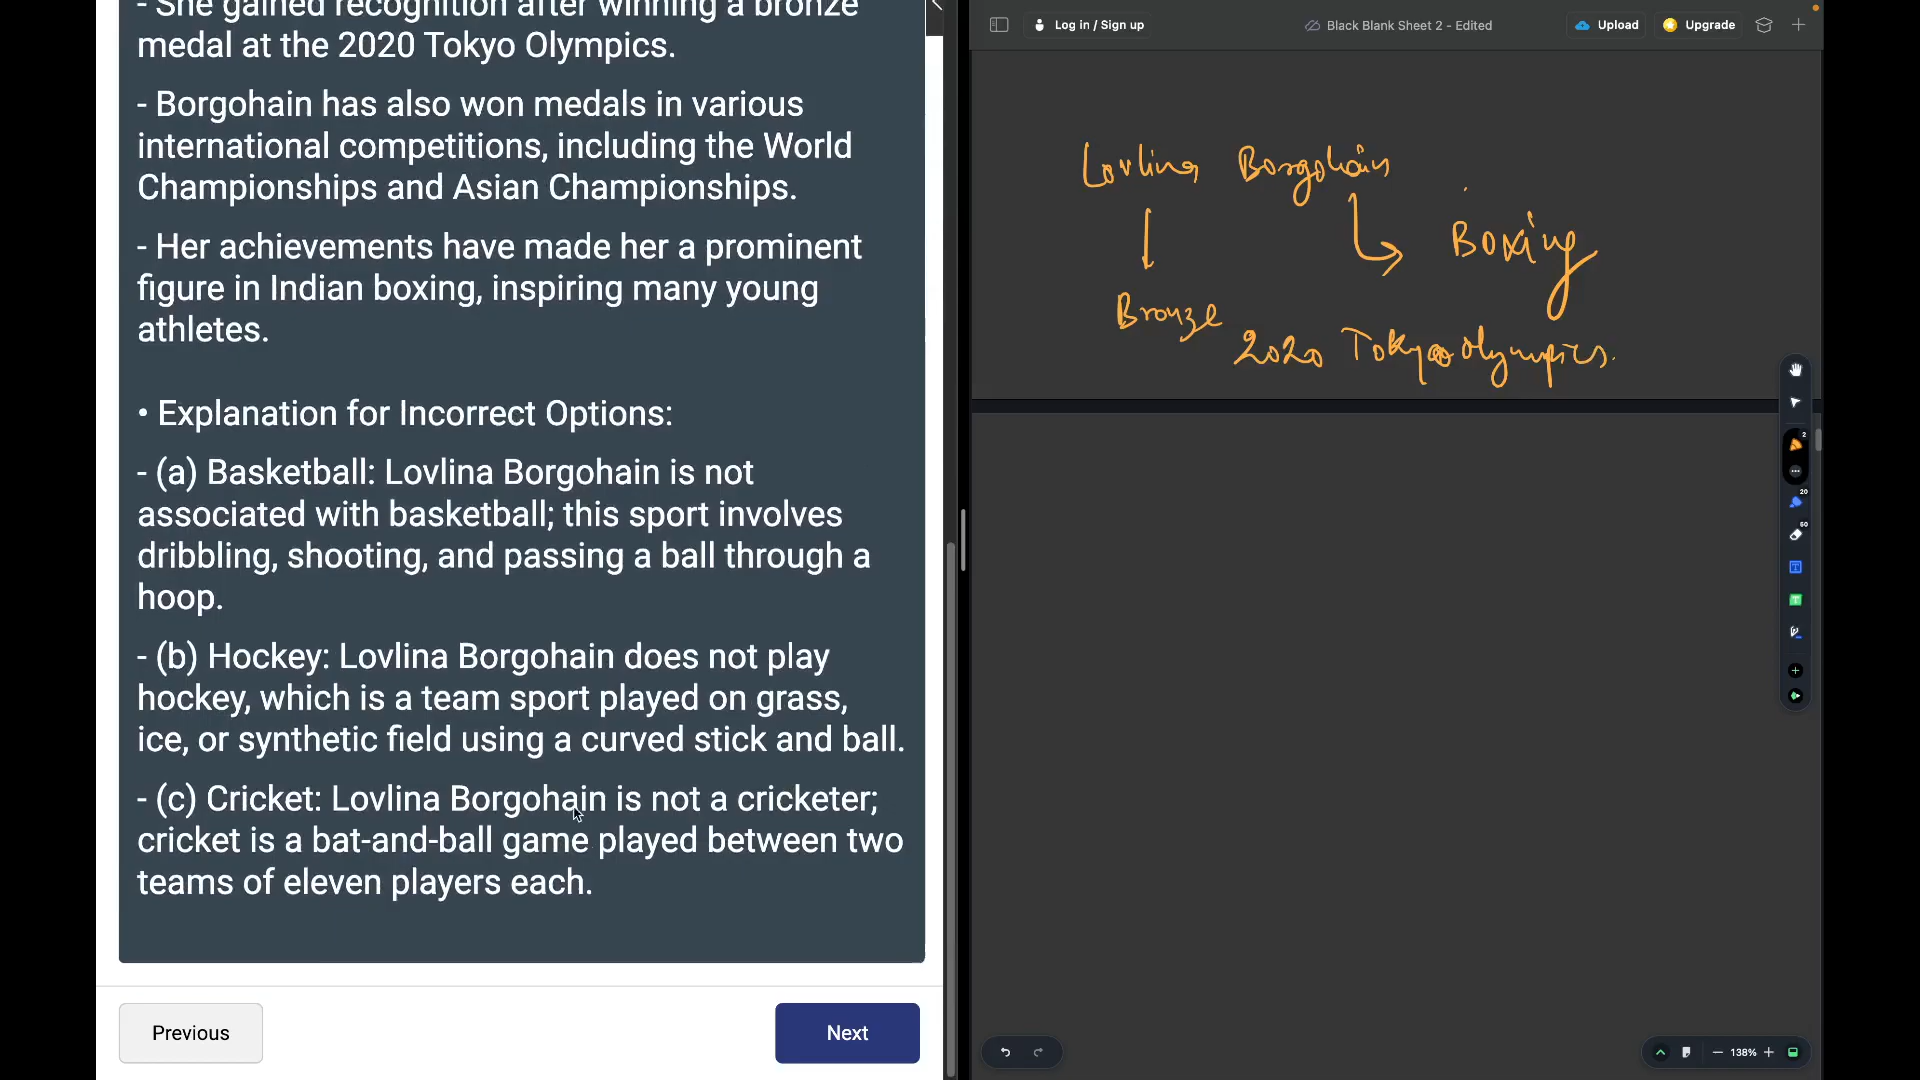 - She gained recognition after winning a bronze
medal at the 2020 Tokyo Olympics.
- Borgohain has also won medals in various
international competitions, including the World
Championships and Asian Championships.
- Her achievements have made her a prominent
figure in Indian boxing, inspiring many young
athletes.
• Explanation for Incorrect Options:
- (a) Basketball: Lovlina Borgohain is not
associated with basketball; this sport involves
dribbling, shooting, and passing a ball through a
hoop.
- (b) Hockey: Lovlina Borgohain does not play
hockey, which is a team sport played on grass,
ice, or synthetic field using a curved stick and ball.
- (c) Cricket: Lovlina Borgohain is not a cricketer;
cricket is a bat-and-ball game played between two
teams of eleven players each.
Previous
Next
Log in / Sign up
Black Blank Sheet 2 - Edited
Upload
Upgrade
Lovlina Borgohain
Boxing
Bronze
2020 Tokyo Olympics.
2
20
50
138%